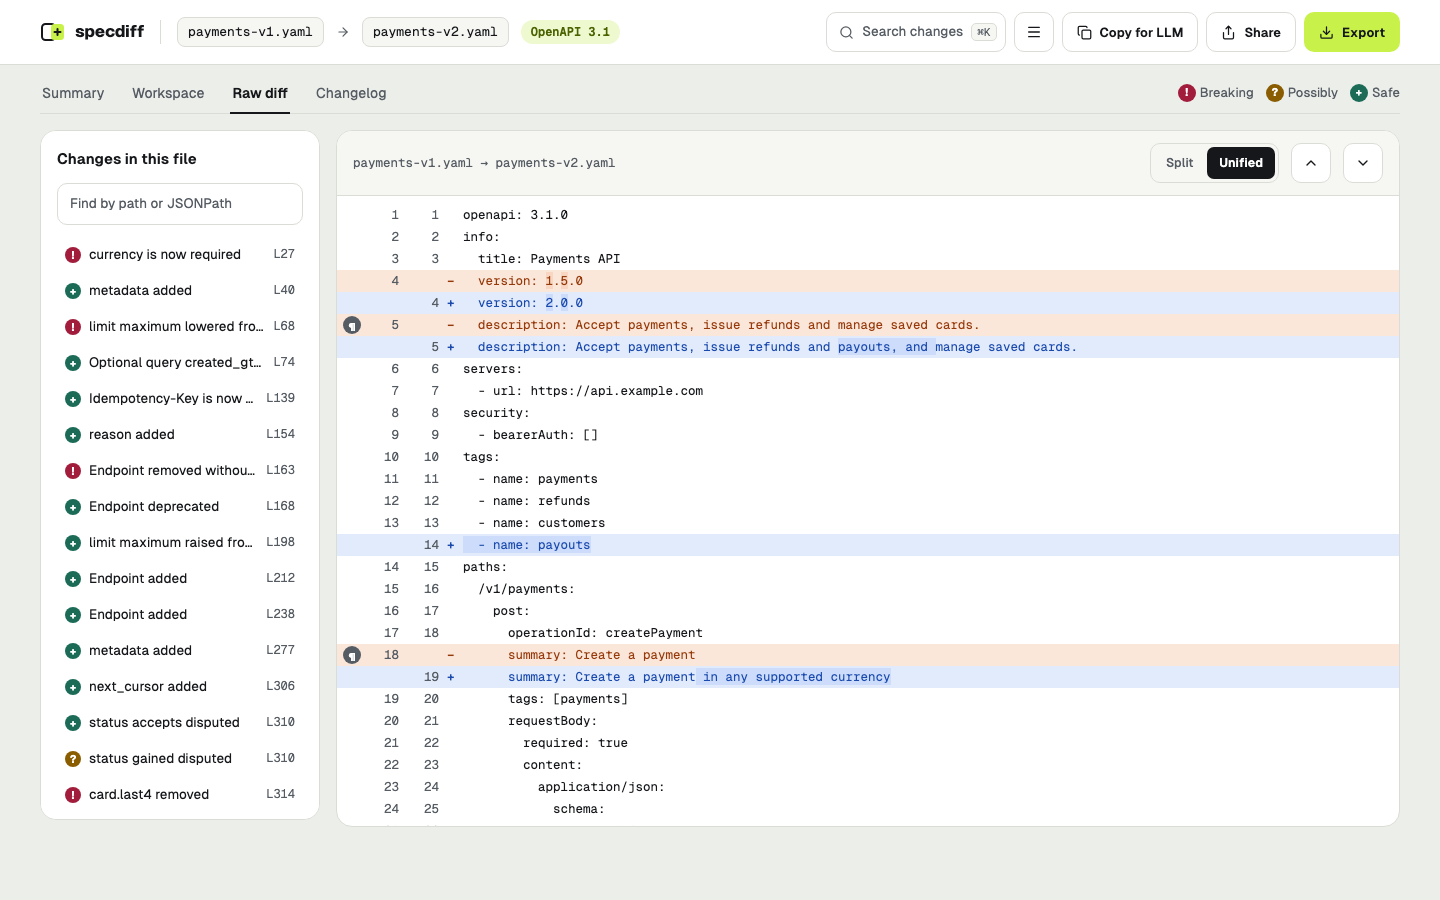 specdiff payments-v1.yaml → payments-v2.yaml OpenAPI 3.1 Search changes ⌘K Copy for LLM Share Export
Summary Workspace Raw diff Changelog ! Breaking ? Possibly + Safe
Changes in this file
Find by path or JSONPath
! currency is now required L27
+ metadata added L40
! limit maximum lowered fro... L68
+ Optional query created_gt... L74
+ Idempotency-Key is now ... L139
+ reason added L154
! Endpoint removed withou... L163
+ Endpoint deprecated L168
+ limit maximum raised fro... L198
+ Endpoint added L212
+ Endpoint added L238
+ metadata added L277
+ next_cursor added L306
+ status accepts disputed L310
? status gained disputed L310
! card.last4 removed L314
payments-v1.yaml → payments-v2.yaml Split Unified
1 1 openapi: 3.1.0
2 2 info:
3 3 title: Payments API
4 - version: 1.5.0
4 + version: 2.0.0
¶ 5 - description: Accept payments, issue refunds and manage saved cards.
5 + description: Accept payments, issue refunds and payouts, and manage saved cards.
6 6 servers:
7 7 - url: https://api.example.com
8 8 security:
9 9 - bearerAuth: []
10 10 tags:
11 11 - name: payments
12 12 - name: refunds
13 13 - name: customers
14 + - name: payouts
14 15 paths:
15 16 /v1/payments:
16 17 post:
17 18 operationId: createPayment
¶ 18 - summary: Create a payment
19 + summary: Create a payment in any supported currency
19 20 tags: [payments]
20 21 requestBody:
21 22 required: true
22 23 content:
23 24 application/json:
24 25 schema: